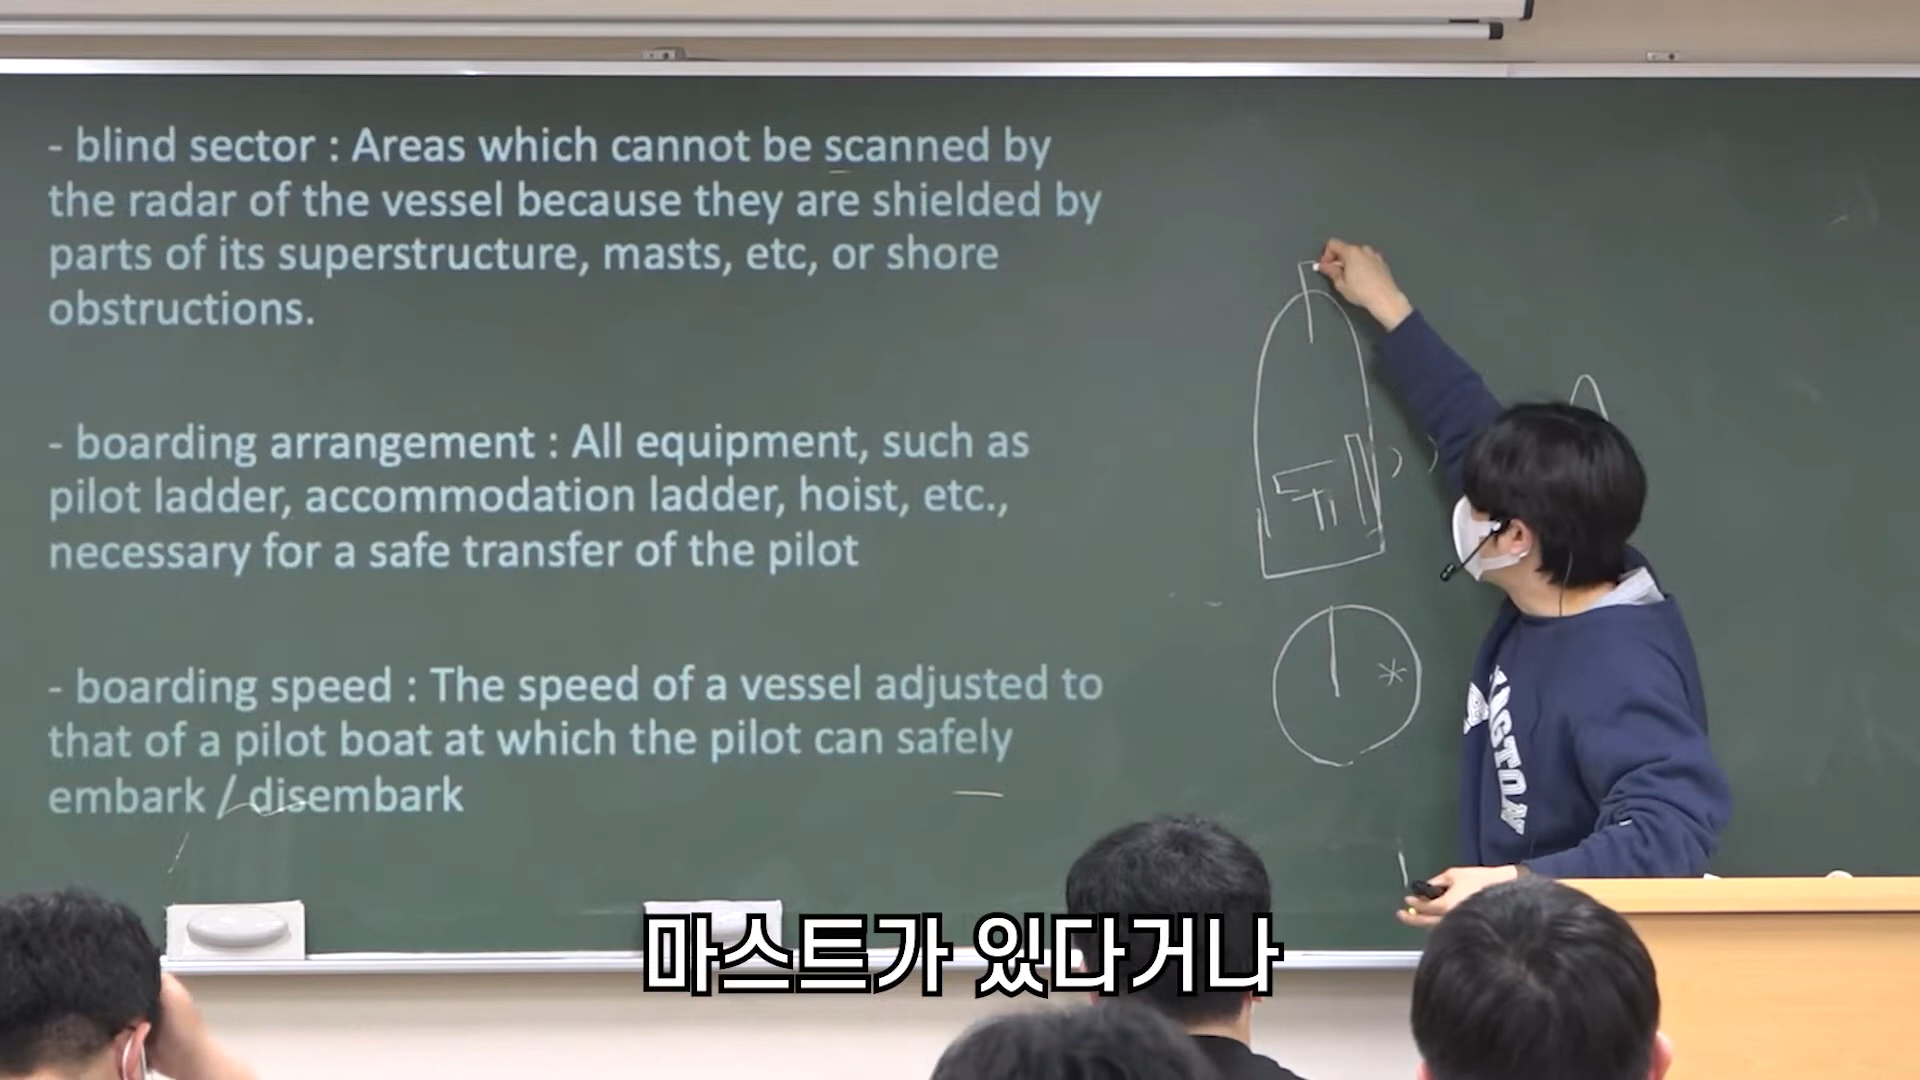 - blind sector : Areas which cannot be scanned by
the radar of the vessel because they are shielded by
parts of its superstructure, masts, etc, or shore
obstructions.
- boarding arrangement : All equipment, such as
pilot ladder, accommodation ladder, hoist, etc.,
necessary for a safe transfer of the pilot
- boarding speed : The speed of a vessel adjusted to
that of a pilot boat at which the pilot can safely
embark / disembark
마스트가 있다거나